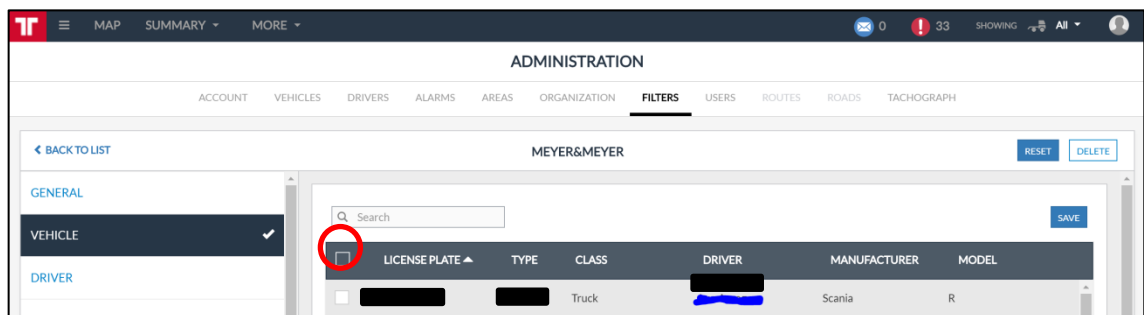 MAP SUMMARY MORE 0 33 SHOWING All
ADMINISTRATION
ACCOUNT VEHICLES DRIVERS ALARMS AREAS ORGANIZATION FILTERS USERS ROUTES ROADS TACHOGRAPH
BACK TO LIST MEYER&MEYER RESET DELETE
GENERAL
Search
SAVE
VEHICLE
LICENSE PLATE TYPE CLASS DRIVER MANUFACTURER MODEL
DRIVER
Truck Scania R